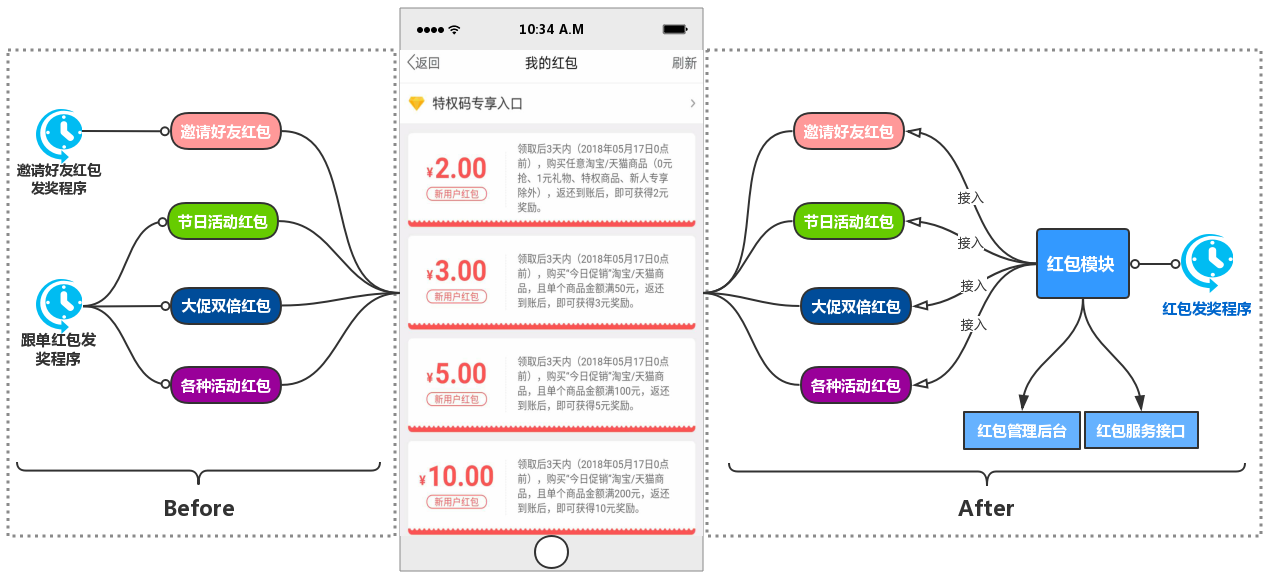 邀请好友红包
发奖程序
跟单红包发
奖程序
邀请好友红包
节日活动红包
大促双倍红包
各种活动红包
Before
10:34 A.M
返回
我的红包
刷新
特权码专享入口
¥2.00
新用户红包
领取后3天内（2018年05月17日0点
前），购买任意淘宝/天猫商品（0元
抢、1元礼物、特权商品、新人专享
除外），返还到账后，即可获得2元
奖励。
¥3.00
新用户红包
领取后3天内（2018年05月17日0点
前），购买"今日促销"淘宝/天猫商
品，且单个商品金额满50元，返还
到账后，即可获得3元奖励。
¥5.00
新用户红包
领取后3天内（2018年05月17日0点
前），购买"今日促销"淘宝/天猫商
品，且单个商品金额满100元，返还
到账后，即可获得5元奖励。
¥10.00
新用户红包
领取后3天内（2018年05月17日0点
前），购买"今日促销"淘宝/天猫商
品，且单个商品金额满200元，返还
到账后，即可获得10元奖励。
邀请好友红包
节日活动红包
大促双倍红包
各种活动红包
接入
接入
接入
接入
红包模块
红包发奖程序
红包管理后台
红包服务接口
After